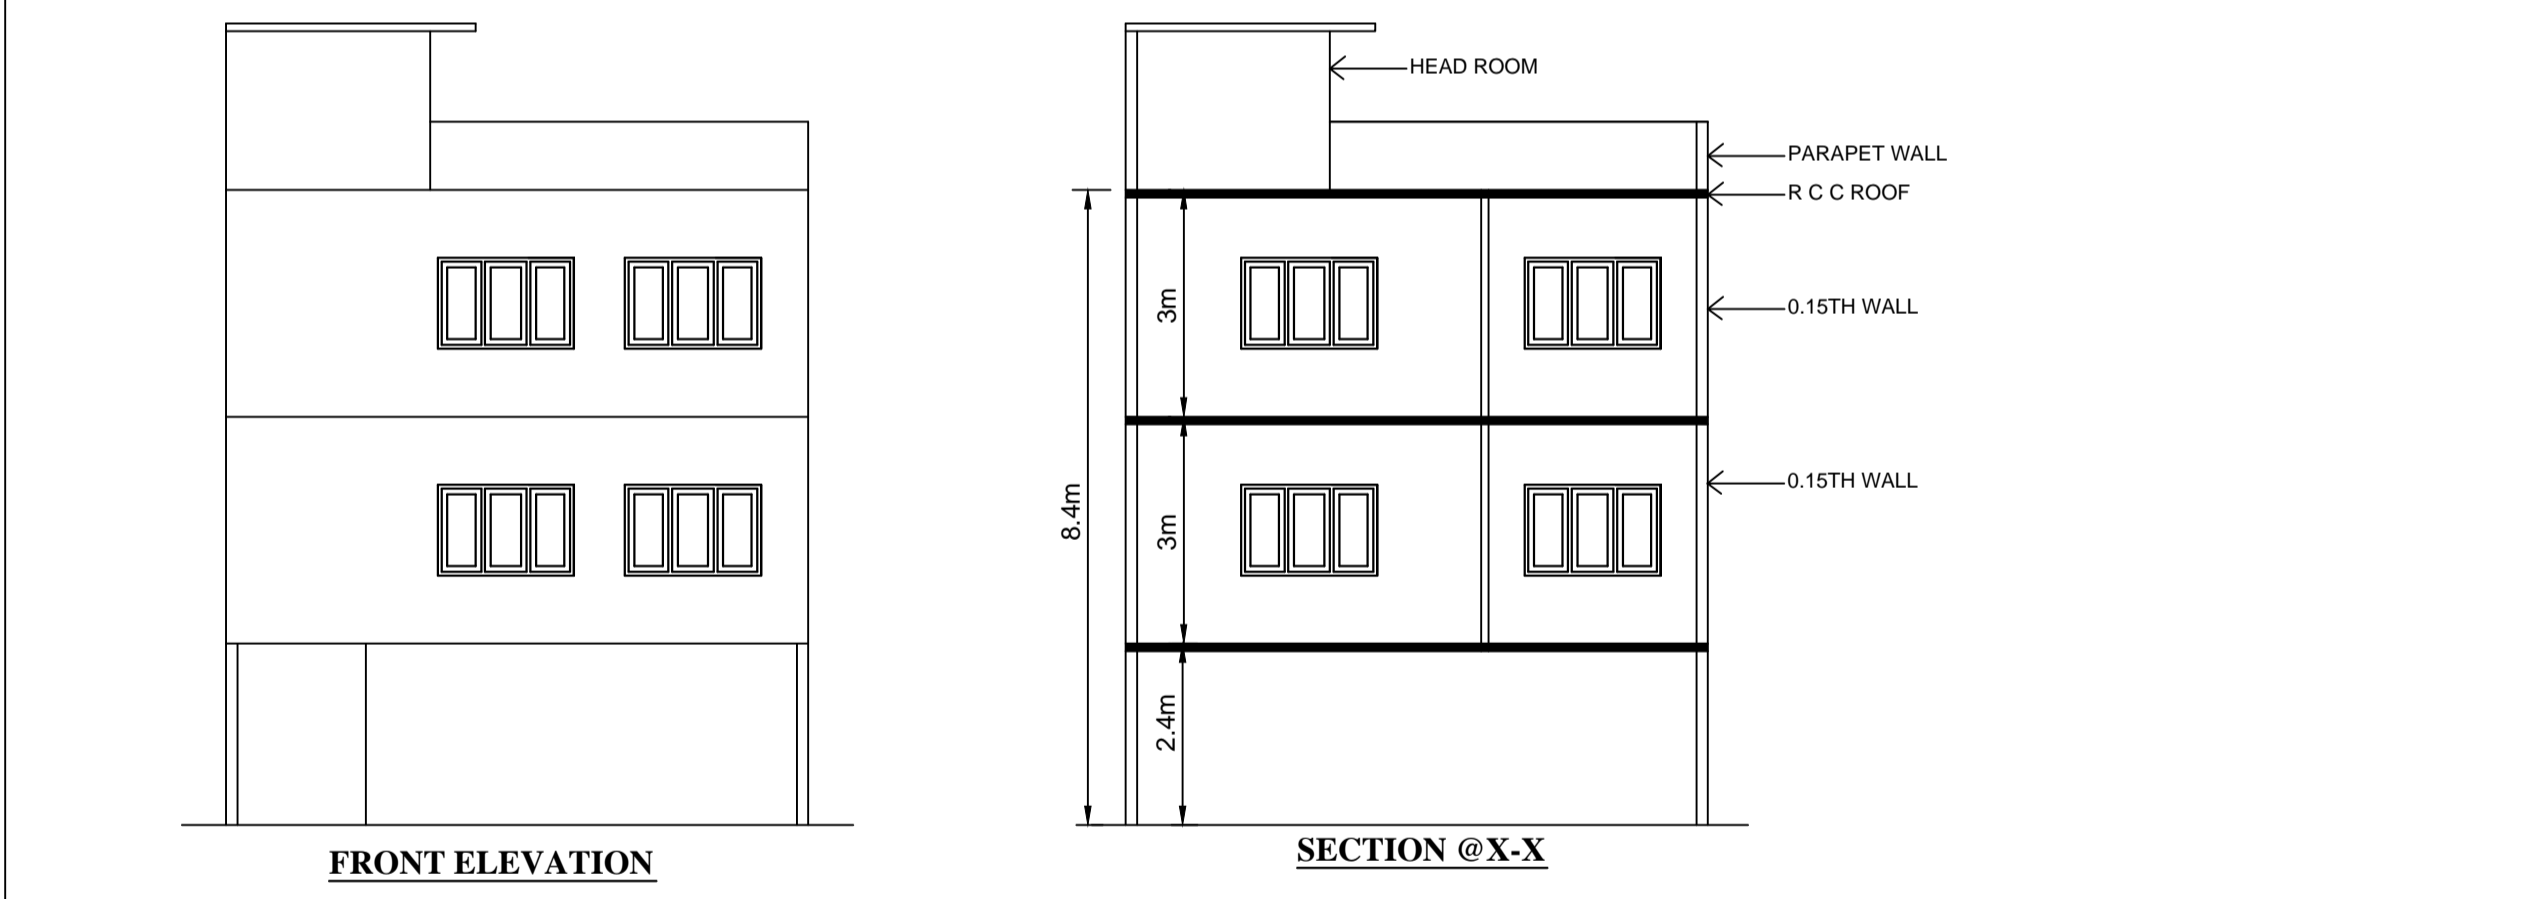 HEAD ROOM
PARAPET WALL
R C C ROOF
3m
0.15TH WALL
8.4m
3m
0.15TH WALL
2.4m
FRONT ELEVATION
SECTION @X-X